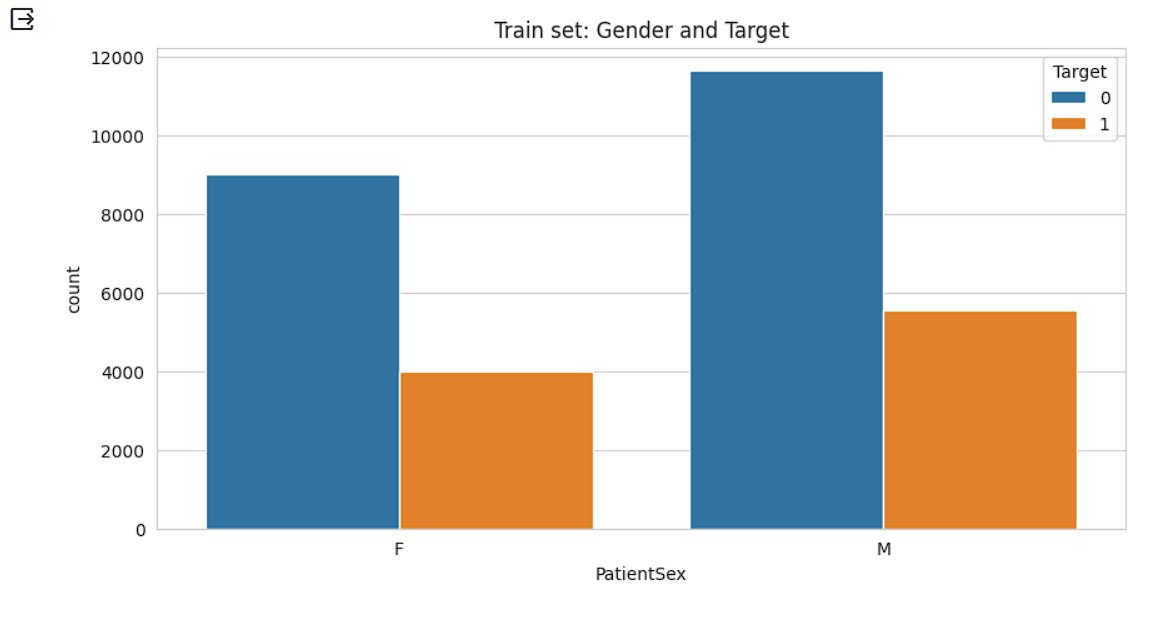 Train set: Gender and Target
12000
10000
8000
6000
4000
2000
0
count
Target
0
1
F
M
PatientSex